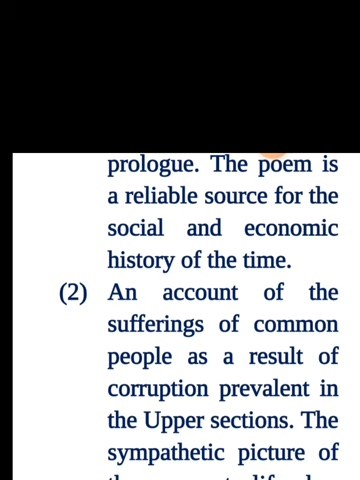 prologue. The poem is
a reliable source for the
social and economic
history of the time.
(2) An account of the
sufferings of common
people as a result of
corruption prevalent in
the Upper sections. The
sympathetic picture of